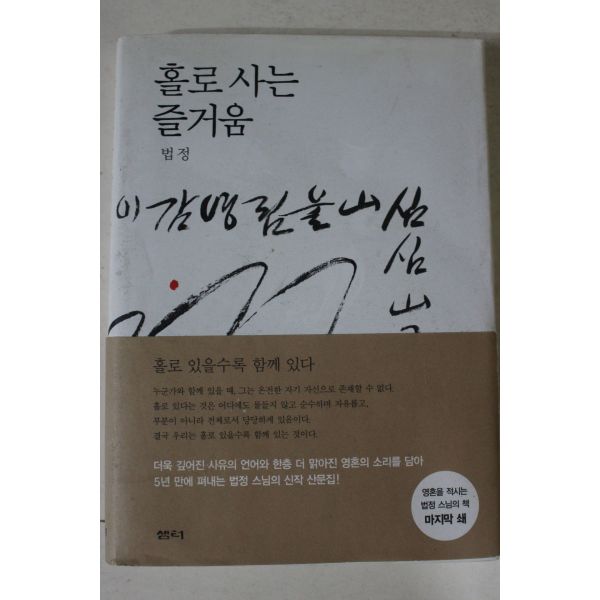 홀로 사는
즐거움
법정
홀로 있을수록 함께 있다
누군가와 함께 있을 때, 그는 온전한 자기 자신으로 존재할 수 없다.
홀로 있다는 것은 어디에도 물들지 않고 순수하며 자유롭고,
부분이 아니라 전체로서 당당하게 있음이다.
결국 우리는 홀로 있을수록 함께 있는 것이다.
더욱 깊어진 사유의 언어와 한층 더 맑아진 영혼의 소리를 담아
5년 만에 펴내는 법정 스님의 신작 산문집!
영혼을 적시는
법정 스님의 책
마지막 쇄
샘터